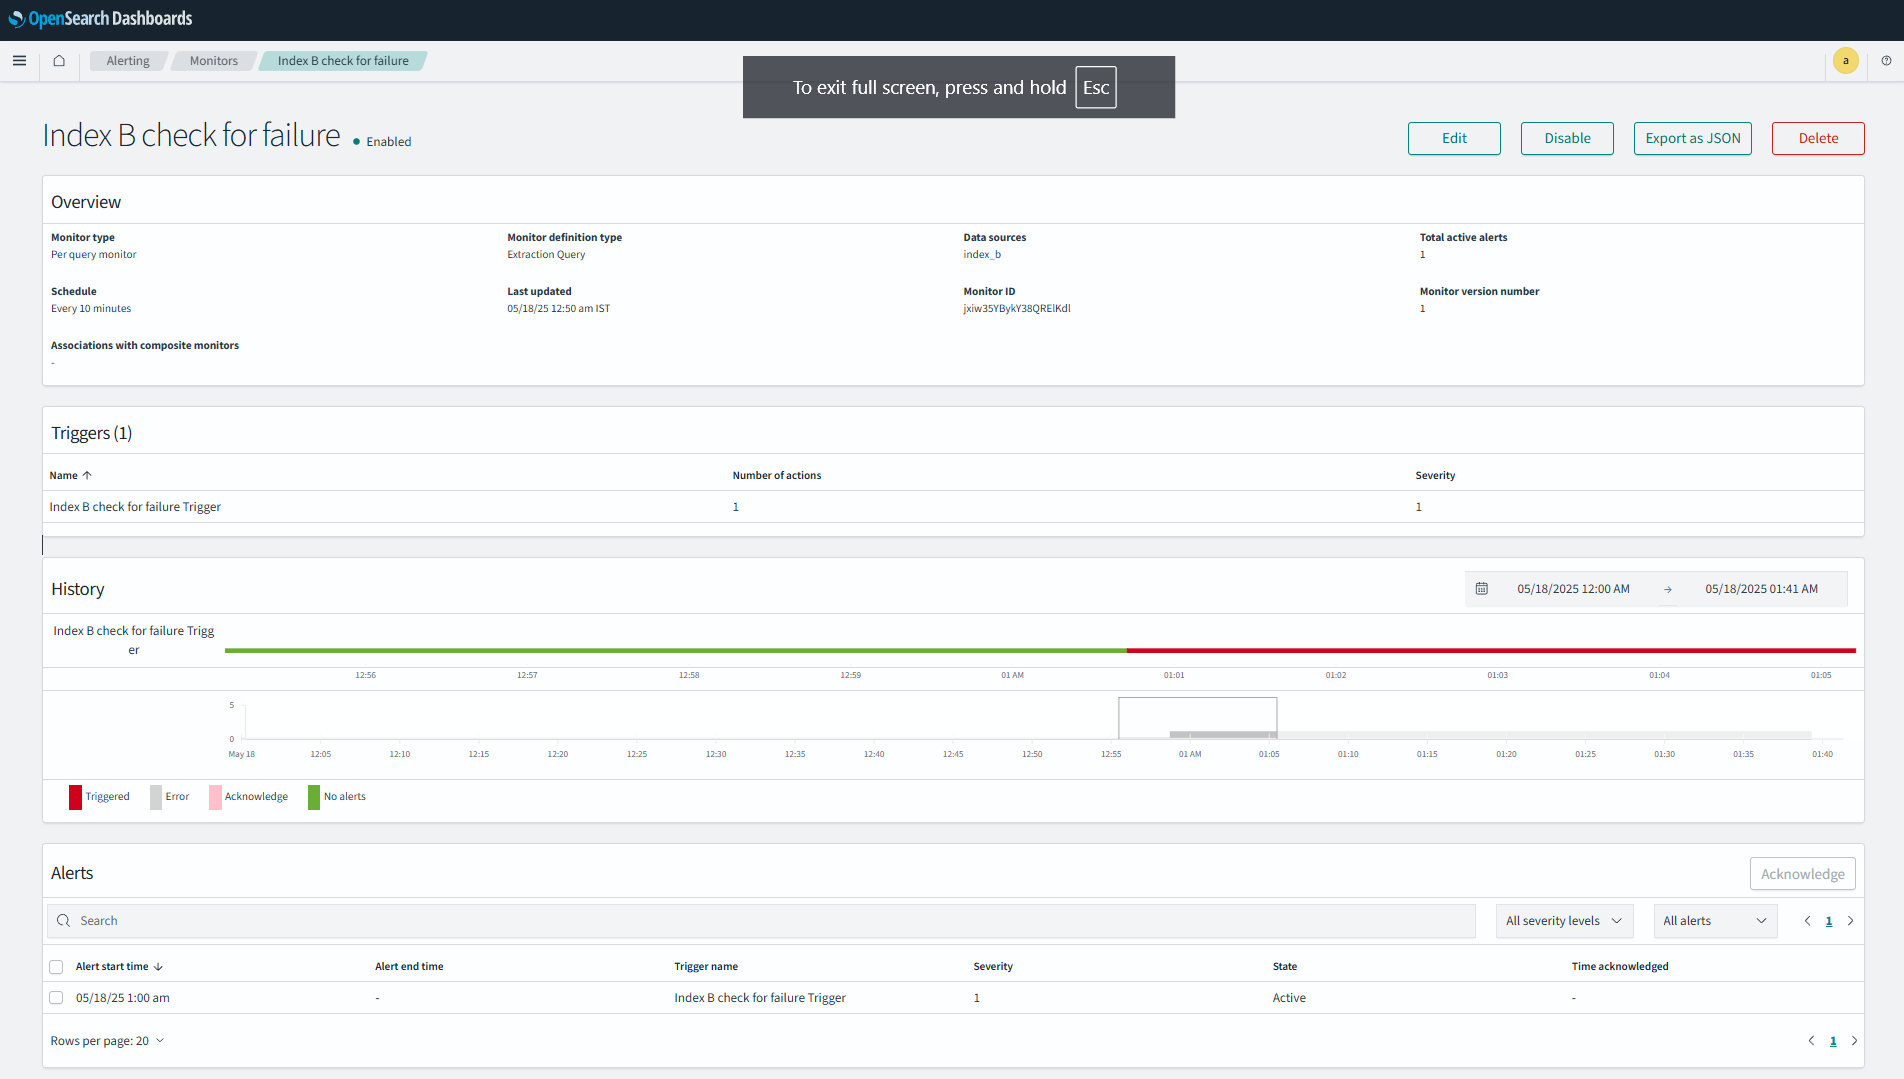 OpenSearch Dashboards
Alerting Monitors Index B check for failure
a
To exit full screen, press and hold Esc
Index B check for failure Enabled
Edit Disable Export as JSON Delete
Overview
Monitor type Monitor definition type Data sources Total active alerts
Per query monitor Extraction Query index_b 1
Schedule Last updated Monitor ID Monitor version number
Every 10 minutes 05/18/25 12:50 am IST jxiw35YBykY38QRElKdl 1
Associations with composite monitors
-
Triggers (1)
Name Number of actions Severity
Index B check for failure Trigger 1 1
History 05/18/2025 12:00 AM → 05/18/2025 01:41 AM
Index B check for failure Trigg
er
12:56 12:57 12:58 12:59 01 AM 01:01 01:02 01:03 01:04 01:05
5
0
May 18 12:05 12:10 12:15 12:20 12:25 12:30 12:35 12:40 12:45 12:50 12:55 01 AM 01:05 01:10 01:15 01:20 01:25 01:30 01:35 01:40
Triggered Error Acknowledge No alerts
Alerts Acknowledge
Search All severity levels All alerts 1
Alert start time Alert end time Trigger name Severity State Time acknowledged
05/18/25 1:00 am - Index B check for failure Trigger 1 Active -
Rows per page: 20 1